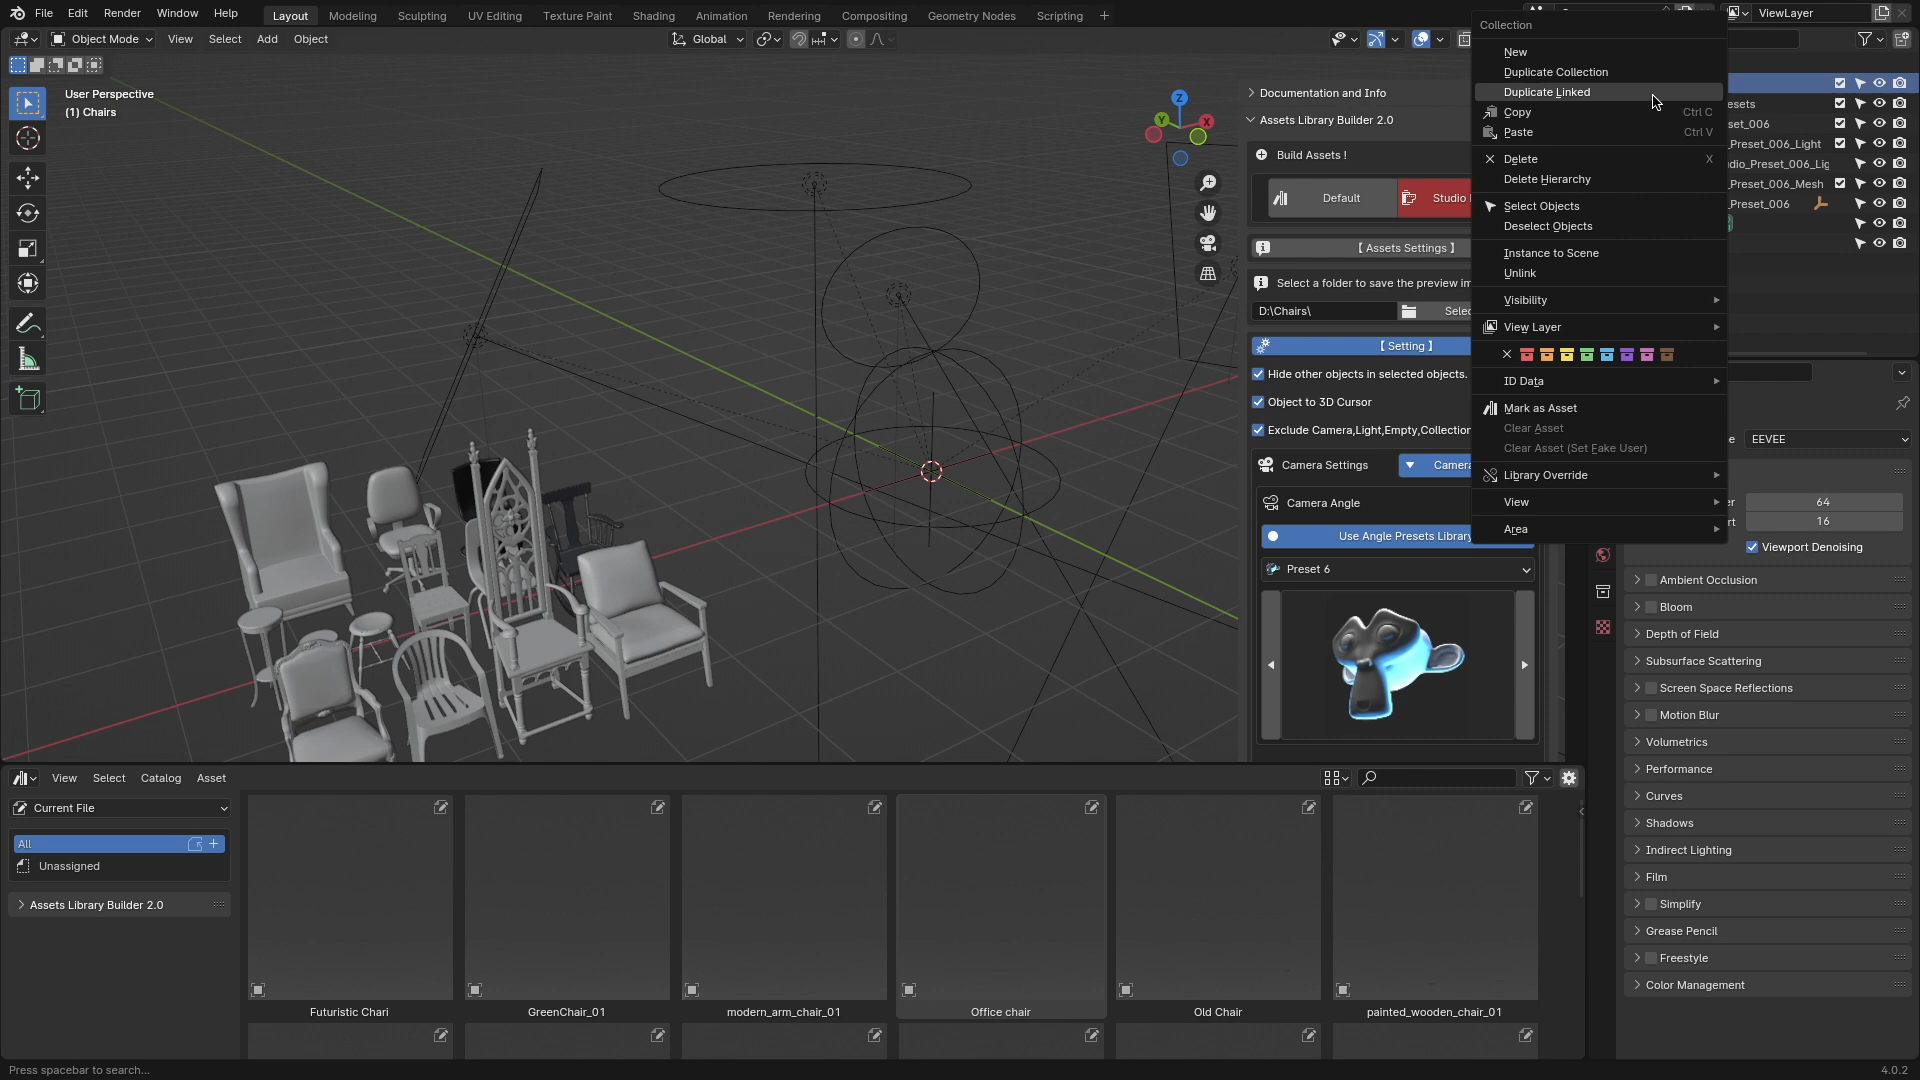 File Edit Render Window Help Layout Modeling Sculpting UV Editing Texture Paint Shading Animation Rendering Compositing Geometry Nodes Scripting + ViewLayer
Object Mode View Select Add Object Global
User Perspective
(1) Chairs
Z
Y X
Documentation and Info
Assets Library Builder 2.0
Build Assets !
Default Studio
【 Assets Settings 】
Select a folder to save the preview im
D:\Chairs\ Selec
【 Setting 】
Hide other objects in selected objects.
Object to 3D Cursor
Exclude Camera,Light,Empty,Collection
Camera Settings Camera
Camera Angle
Use Angle Presets Library
Preset 6
Collection
New
Duplicate Collection
Duplicate Linked
Copy Ctrl C
Paste Ctrl V
Delete X
Delete Hierarchy
Select Objects
Deselect Objects
Instance to Scene
Unlink
Visibility
View Layer
ID Data
Mark as Asset
Clear Asset
Clear Asset (Set Fake User)
Library Override
View
Area
esets
set_006
_Preset_006_Light
dio_Preset_006_Lig
_Preset_006_Mesh
_Preset_006
e EEVEE
r 64
rt 16
Viewport Denoising
Ambient Occlusion
Bloom
Depth of Field
Subsurface Scattering
Screen Space Reflections
Motion Blur
Volumetrics
Performance
Curves
Shadows
Indirect Lighting
Film
Simplify
Grease Pencil
Freestyle
Color Management
View Select Catalog Asset
Current File
All
Unassigned
Assets Library Builder 2.0
Futuristic Chari GreenChair_01 modern_arm_chair_01 Office chair Old Chair painted_wooden_chair_01
Press spacebar to search... 4.0.2